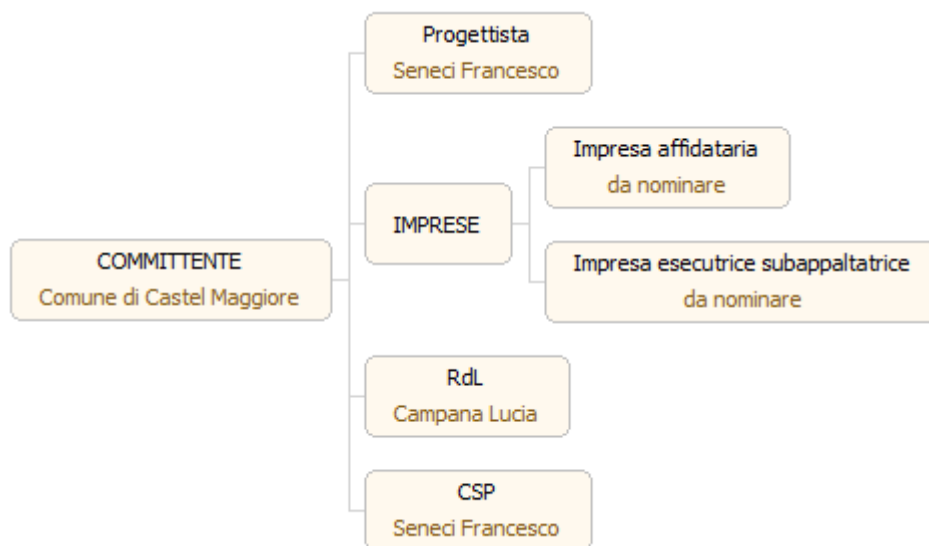 Progettista
Seneci Francesco
Impresa affidataria
da nominare
IMPRESE
COMMITTENTE
Comune di Castel Maggiore
Impresa esecutrice subappaltatrice
da nominare
RdL
Campana Lucia
CSP
Seneci Francesco